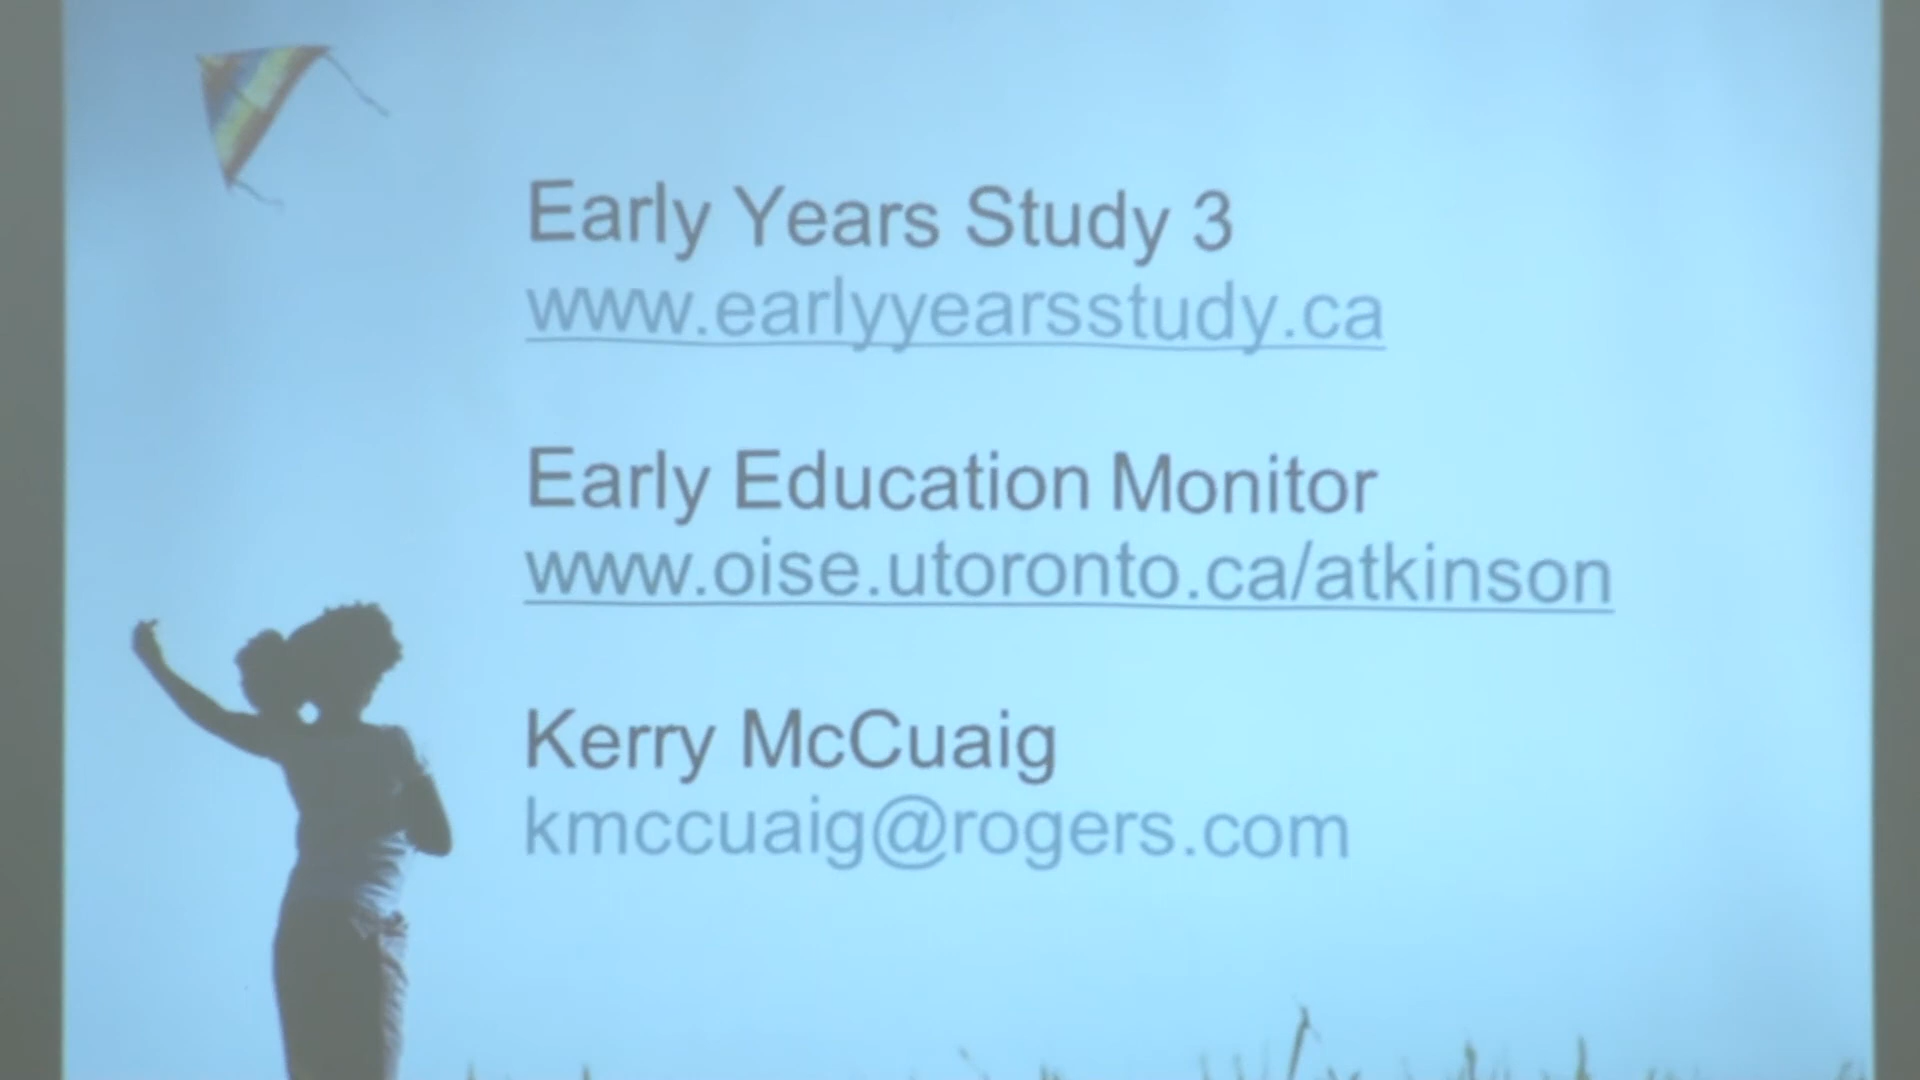 Early Years Study 3
www.earlyyearsstudy.ca
Early Education Monitor
www.oise.utoronto.ca/atkinson
Kerry McCuaig
kmccuaig@rogers.com